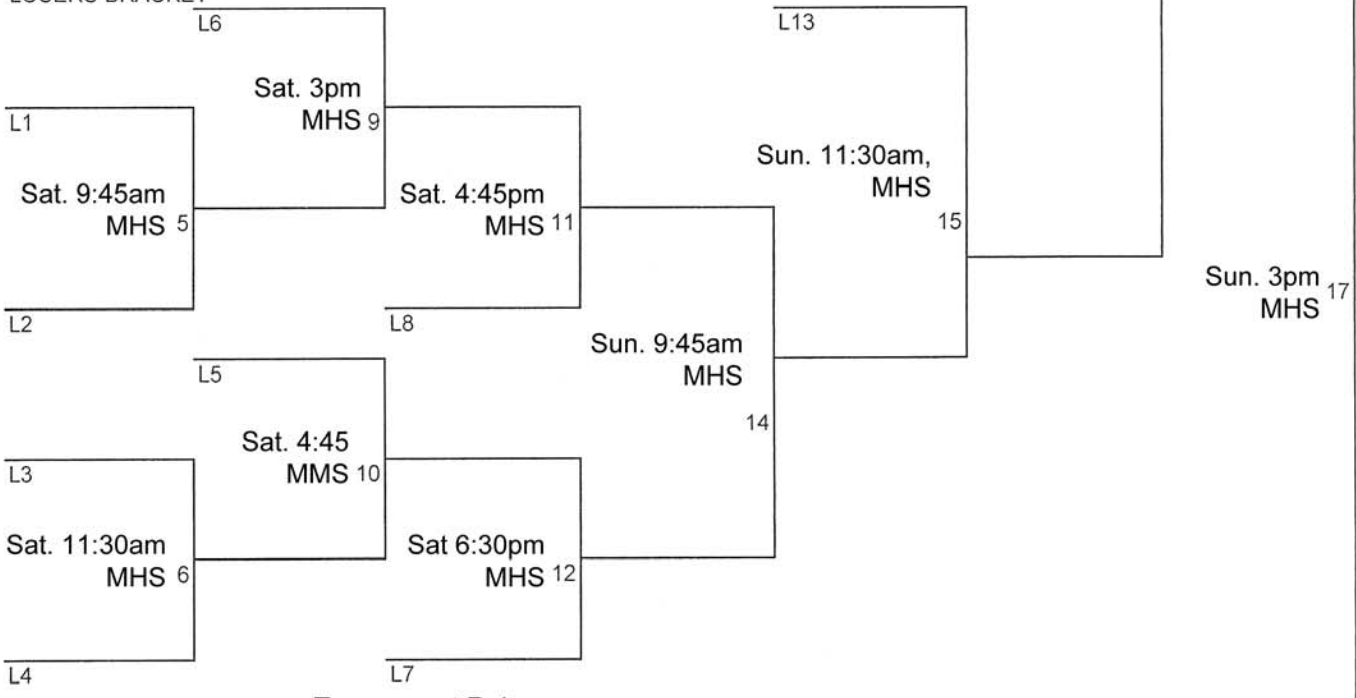 LOSERS BRACKET
L6
L13
Sat. 3pm
MHS 9
L1
Sun. 11:30am,
MHS
15
Sat. 9:45am
MHS 5
Sat. 4:45pm
MHS 11
Sun. 3pm
MHS 17
L2
L8
Sun. 9:45am
MHS
14
L5
Sat. 4:45
MMS 10
L3
Sat. 11:30am
MHS 6
Sat 6:30pm
MHS 12
L4
L7